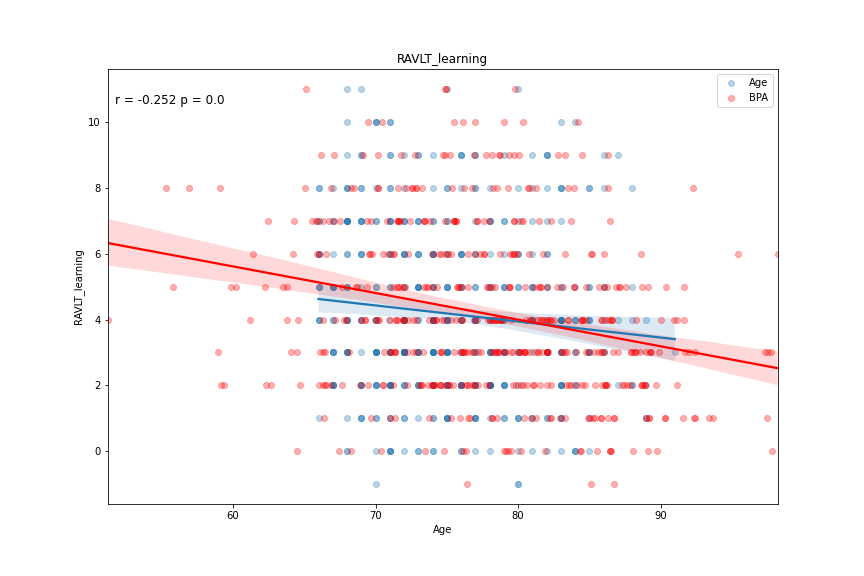 RAVLT_learning
r = -0.252 p = 0.0
Age
BPA
10
8
6
4
2
0
RAVLT_learning
60
70
80
90
Age